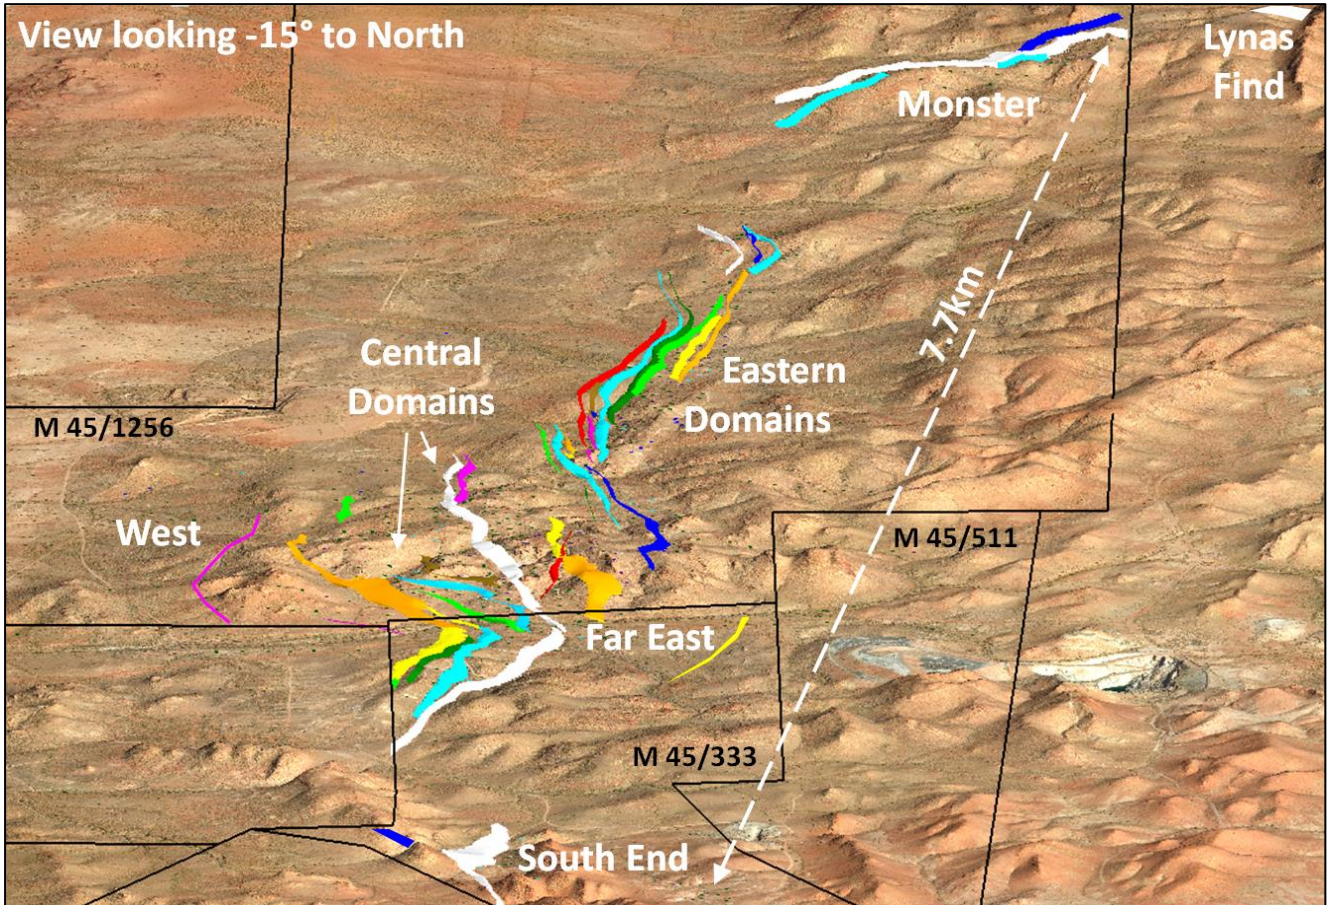 View looking -15° to North
Lynas
Find
Monster
7.7km
Central
Domains
Eastern
Domains
M 45/1256
West
M 45/511
Far East
M 45/333
South End